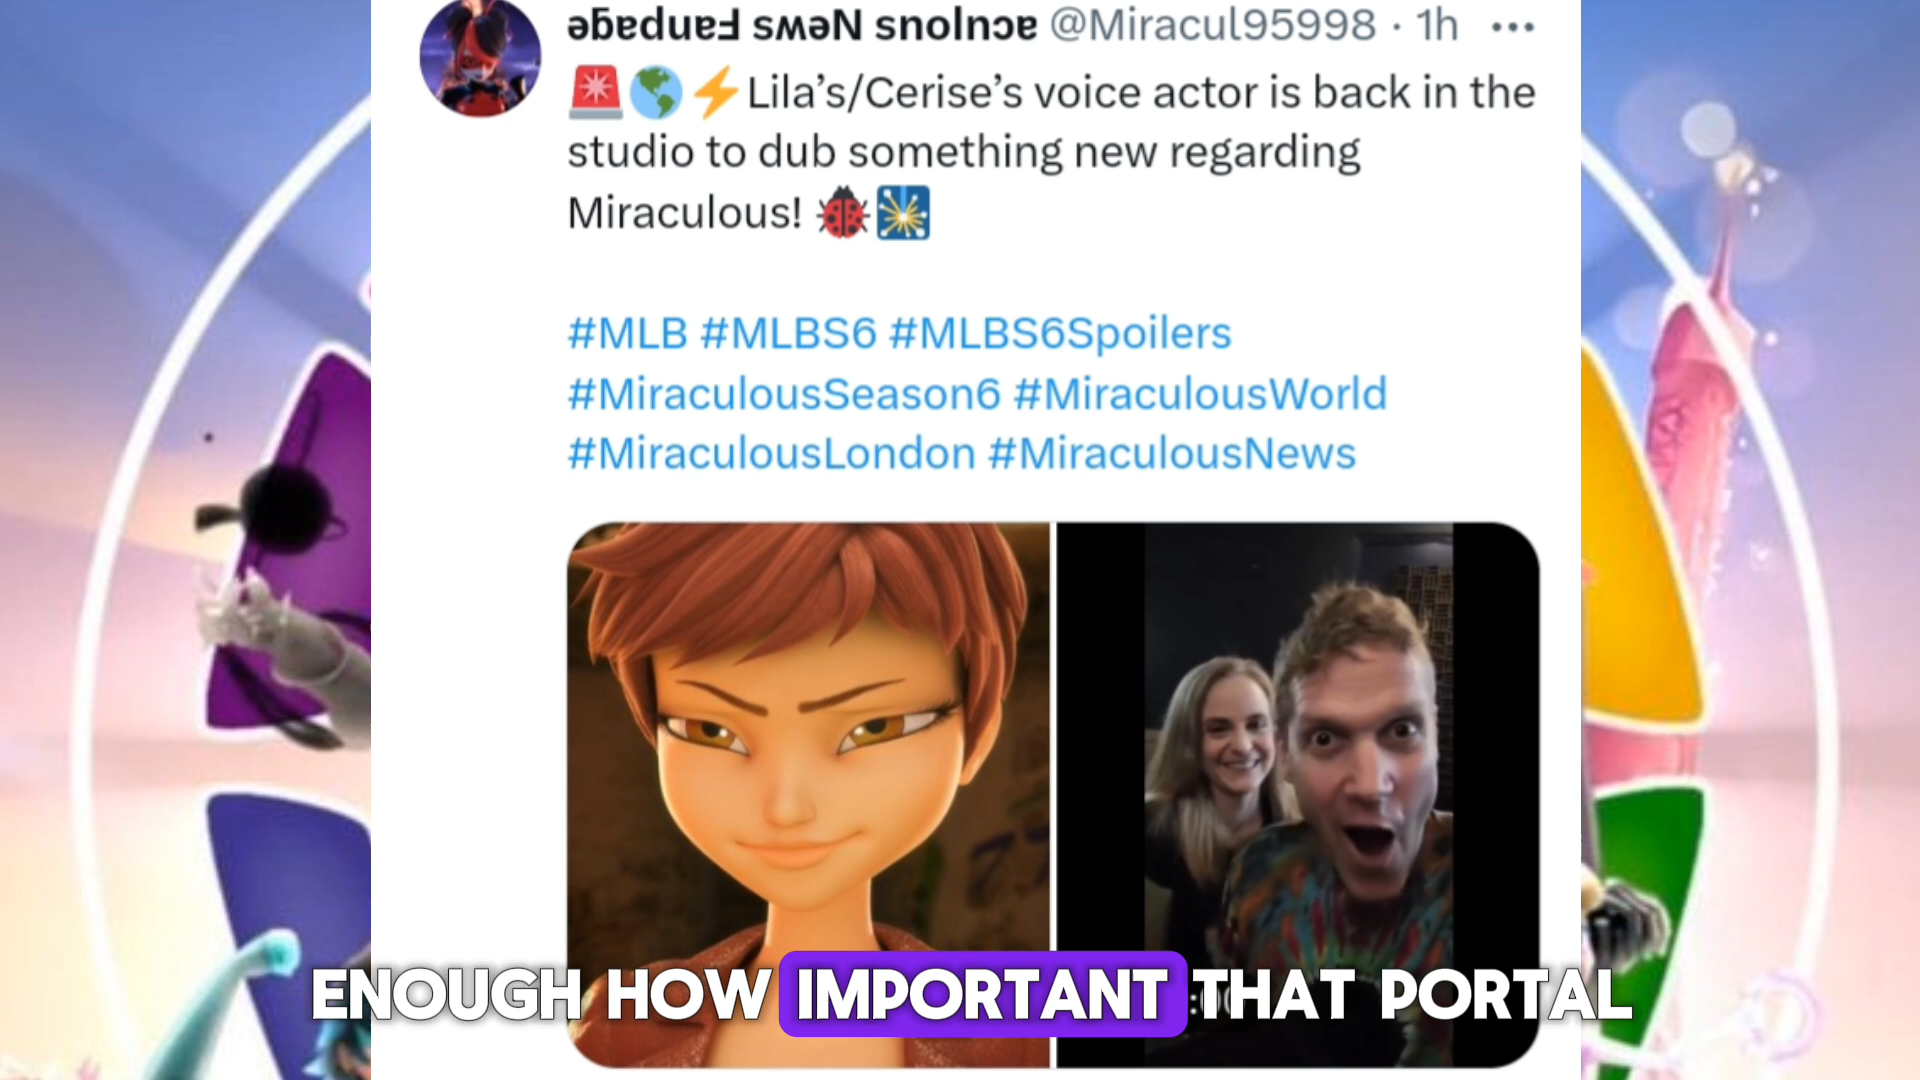 ǝƃɐduɐℲ sʍǝN snolnɔɐ @Miracul95998 · 1h
🚨🌎⚡Lila’s/Cerise’s voice actor is back in the
studio to dub something new regarding
Miraculous! 🐞🎇
#MLB #MLBS6 #MLBS6Spoilers
#MiraculousSeason6 #MiraculousWorld
#MiraculousLondon #MiraculousNews
ENOUGH HOW IMPORTANT THAT PORTAL